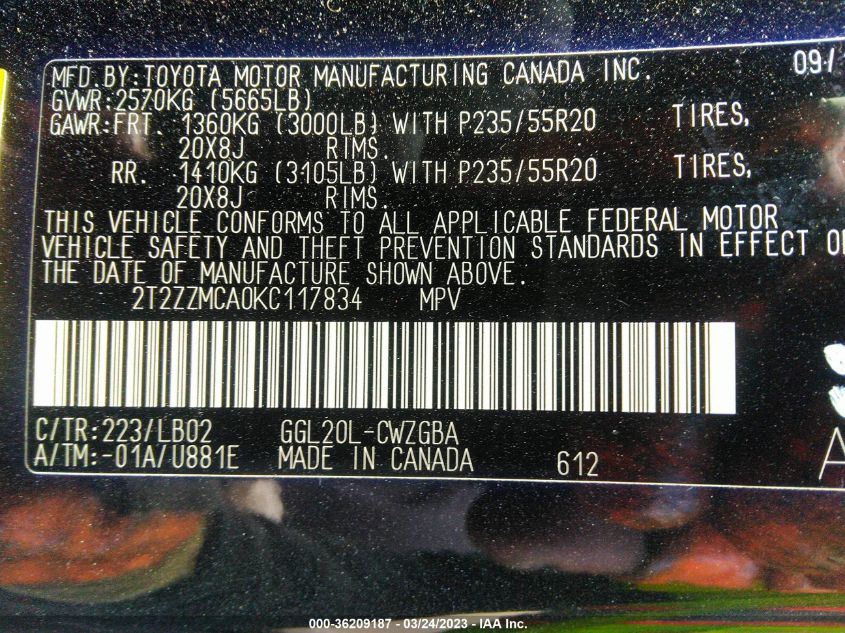 MFD. BY: TOYOTA MOTOR MANUFACTURING CANADA INC. 09/
GVWR: 2570KG (5665LB)
GAWR: FRT. 1360KG (3000LB) WITH P235/55R20 TIRES,
20X8J RIMS.
RR. 1410KG (3105LB) WITH P235/55R20 TIRES,
20X8J RIMS.
THIS VEHICLE CONFORMS TO ALL APPLICABLE FEDERAL MOTOR
VEHICLE SAFETY AND THEFT PREVENTION STANDARDS IN EFFECT
THE DATE OF MANUFACTURE SHOWN ABOVE.
2T2ZZMCA0KC117834 MPV
C/TR: 223/LB02 GGL20L-CWZGBA
A/TM: -01A/U881E MADE IN CANADA 612
000-36209187 - 03/24/2023 - IAA Inc.